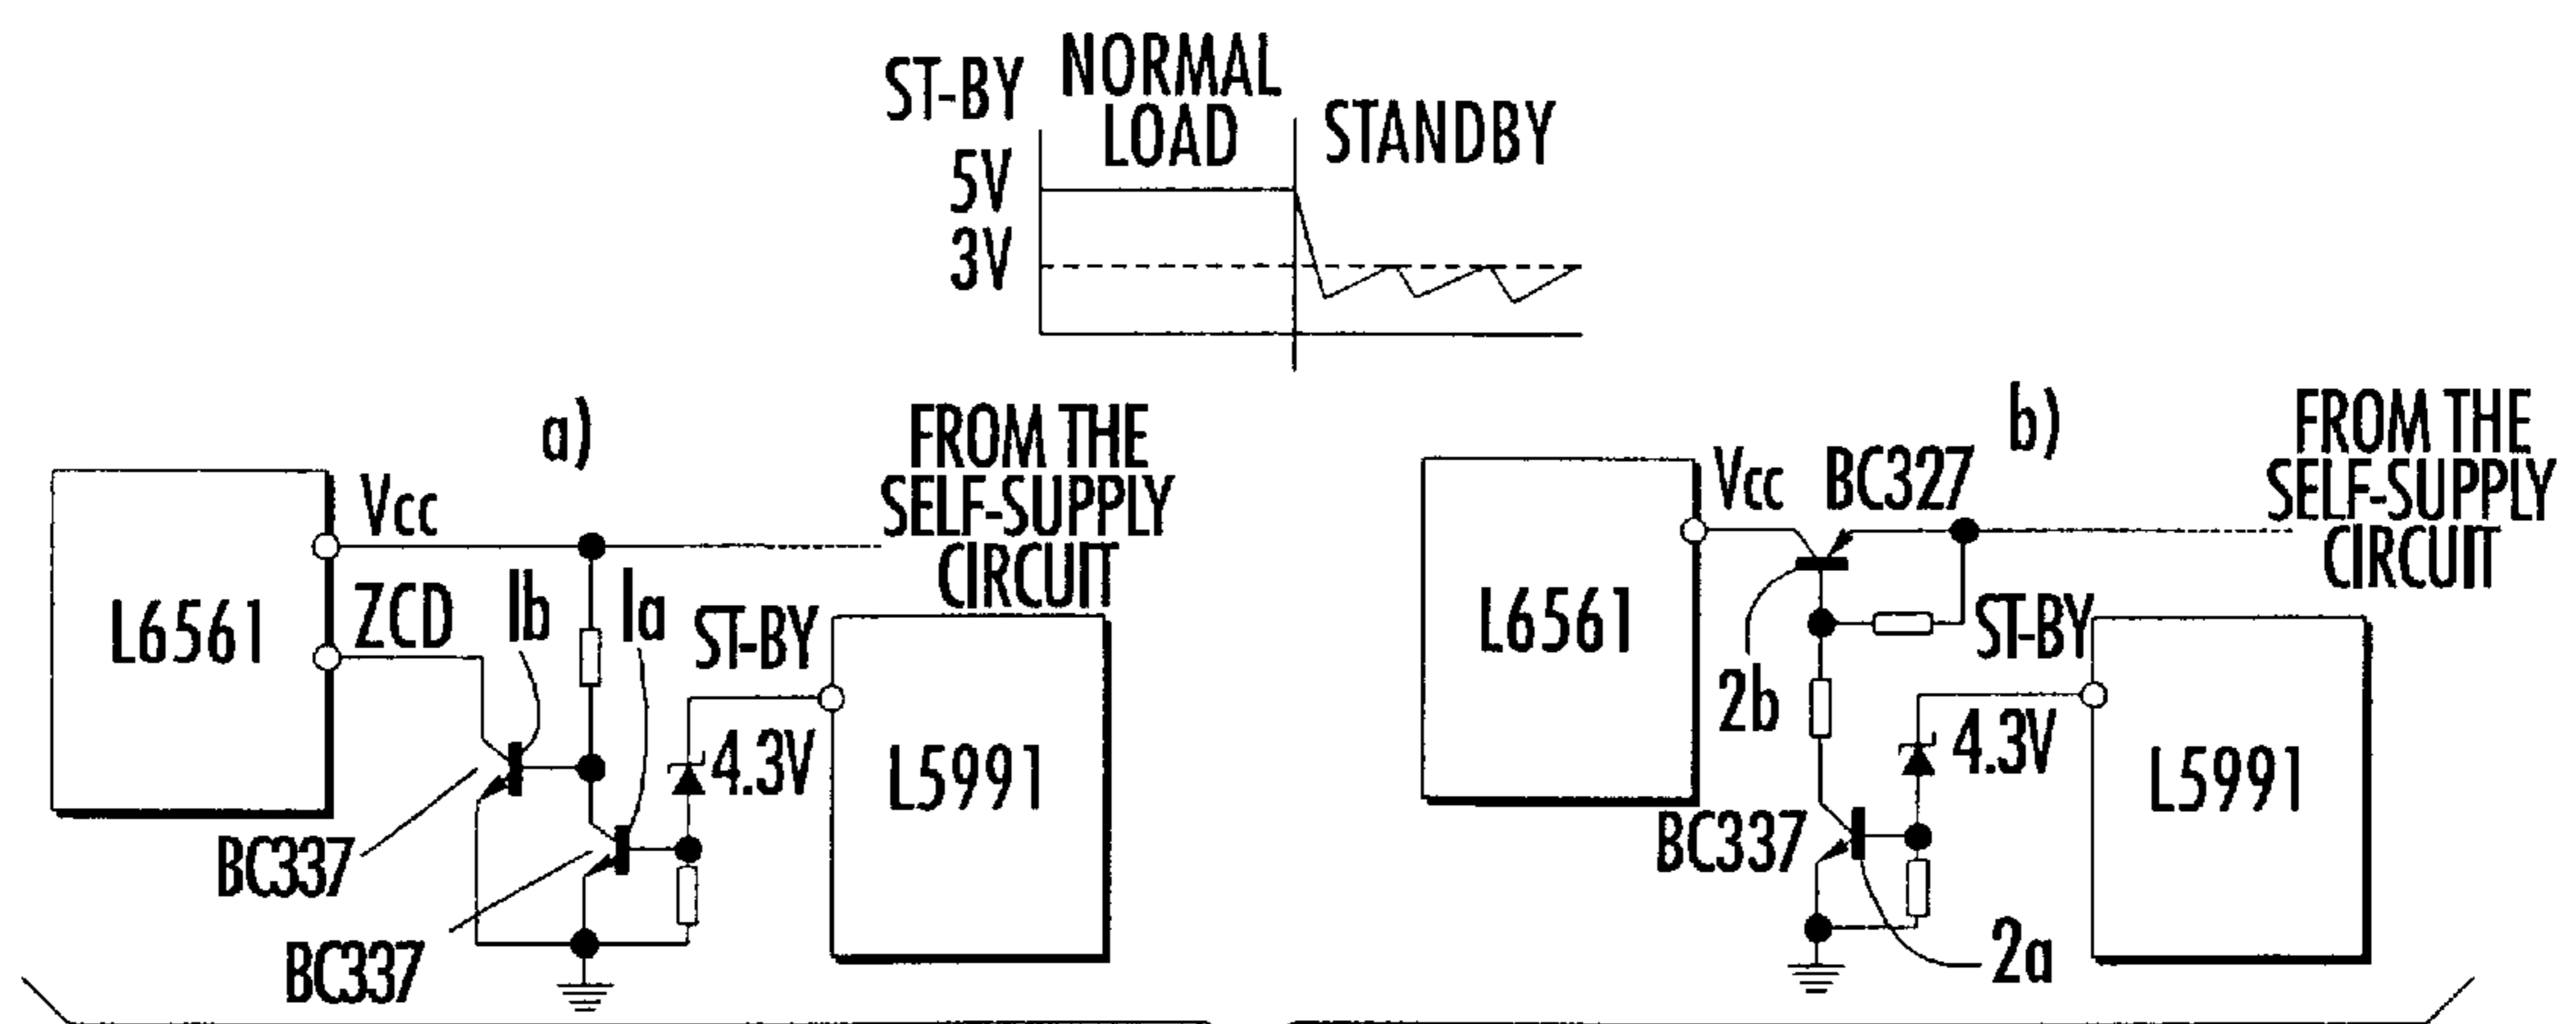 ST-BY
NORMAL
LOAD
STANDBY
5V
3V
a)
FROM THE
SELF-SUPPLY
CIRCUIT
Vcc
L6561
ZCD
1b
1a
ST-BY
4.3V
L5991
BC337
BC337
b)
FROM THE
SELF-SUPPLY
CIRCUIT
Vcc
BC327
L6561
ST-BY
2b
4.3V
L5991
BC337
2a